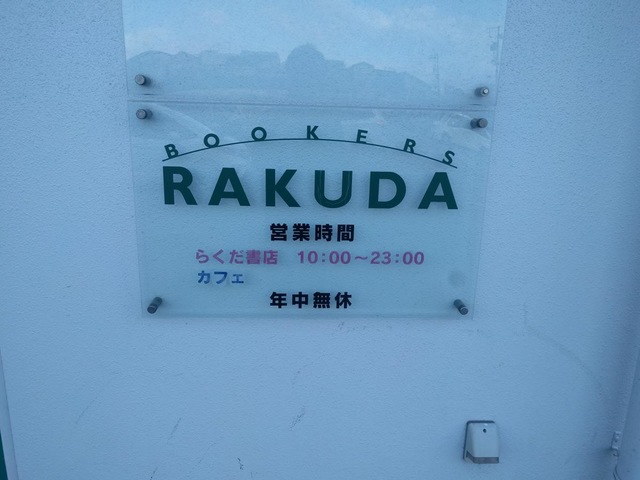 BOOKERS
RAKUDA
営業時間
らくだ書店 10:00～23:00
カフェ
年中無休